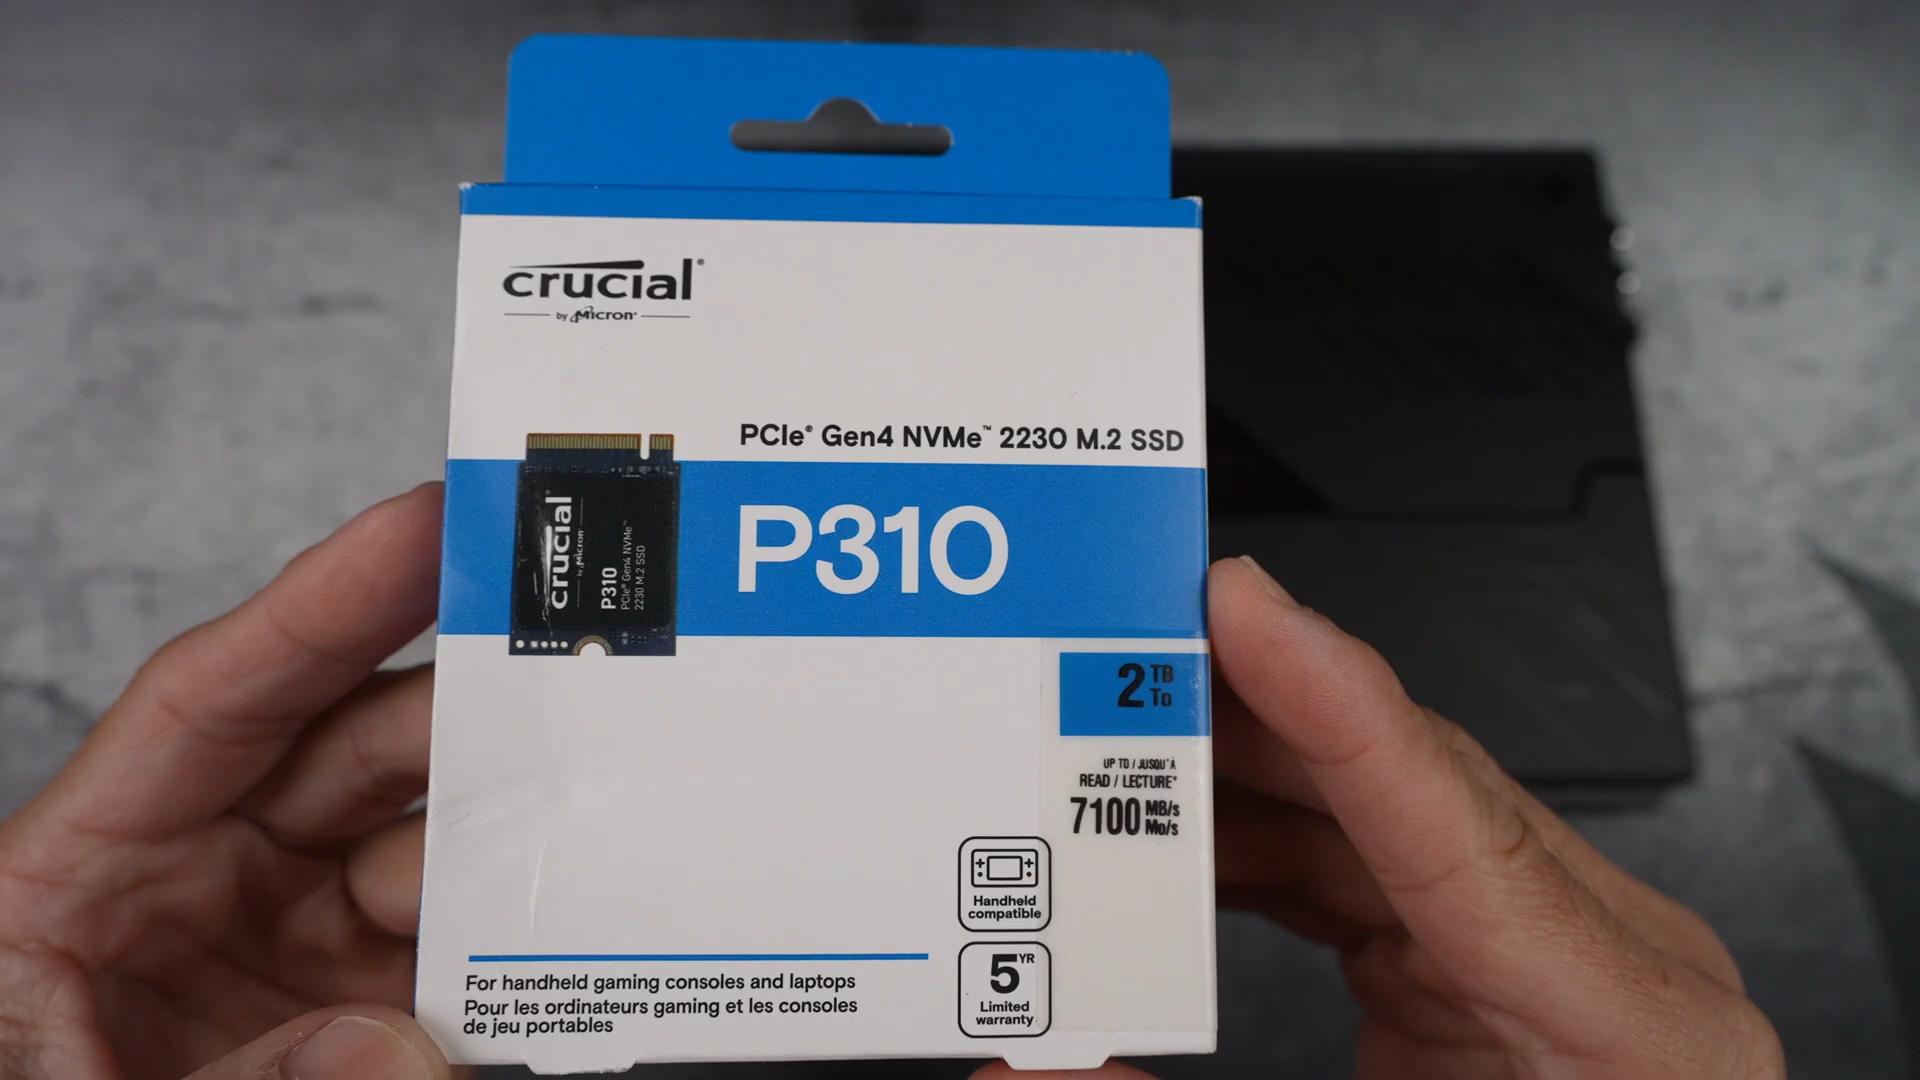 crucial®
by Micron®
PCIe® Gen4 NVMe™ 2230 M.2 SSD
P310
crucial®
by Micron®
P310
PCIe® Gen4 NVMe™
2230 M.2 SSD
2 TB
To
UP TO / JUSQU'À
READ / LECTURE*
7100 MB/s
Mo/s
Handheld
compatible
5 YR
Limited
warranty
For handheld gaming consoles and laptops
Pour les ordinateurs gaming et les consoles
de jeu portables